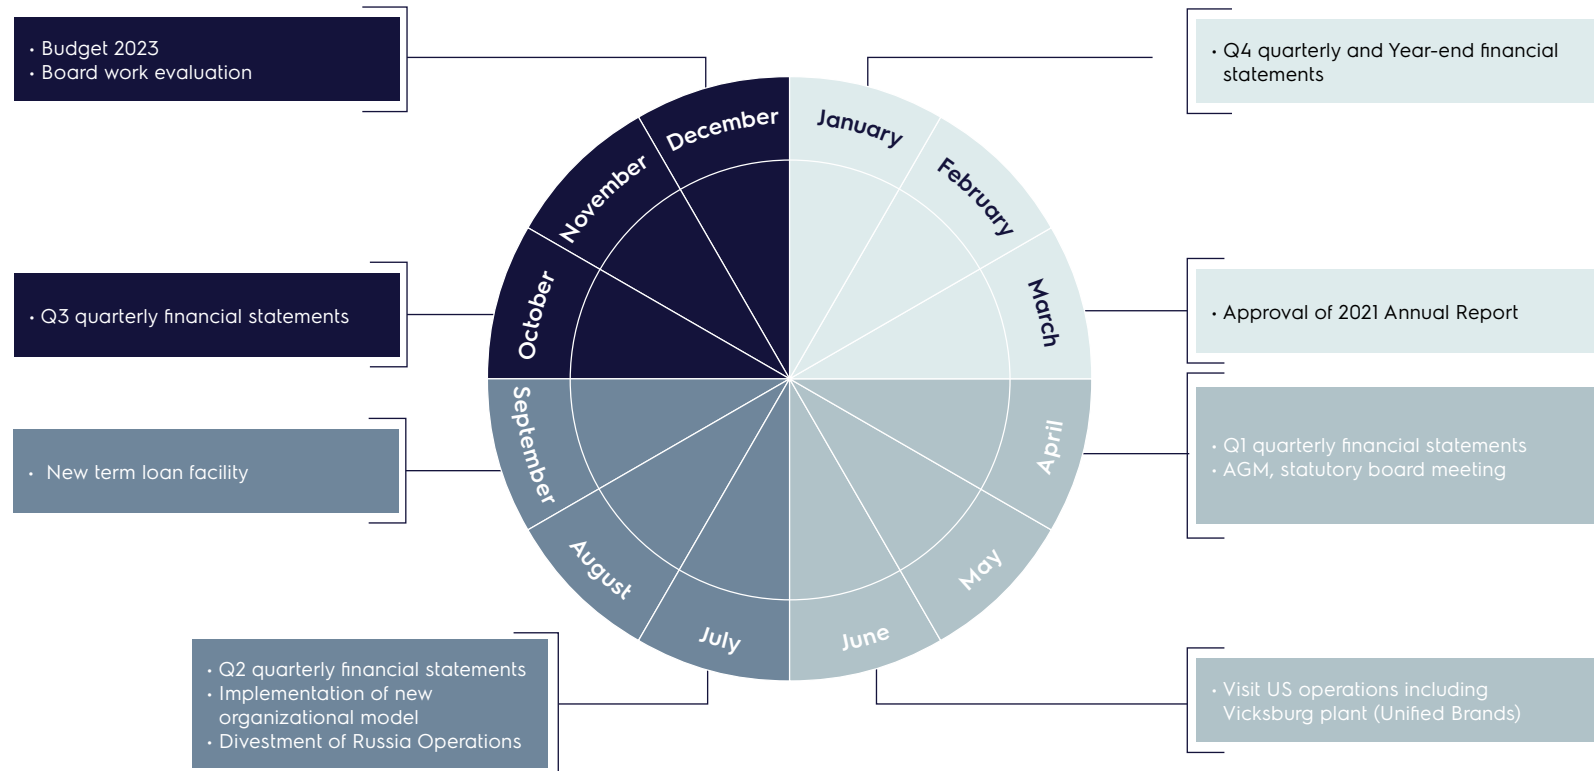 • Budget 2023
• Board work evaluation
• Q4 quarterly and Year-end financial
statements
December
January
November
February
October
March
• Q3 quarterly financial statements
• Approval of 2021 Annual Report
September
April
• New term loan facility
• Q1 quarterly financial statements
• AGM, statutory board meeting
August
May
July
June
• Q2 quarterly financial statements
• Implementation of new
organizational model
• Divestment of Russia Operations
• Visit US operations including
Vicksburg plant (Unified Brands)